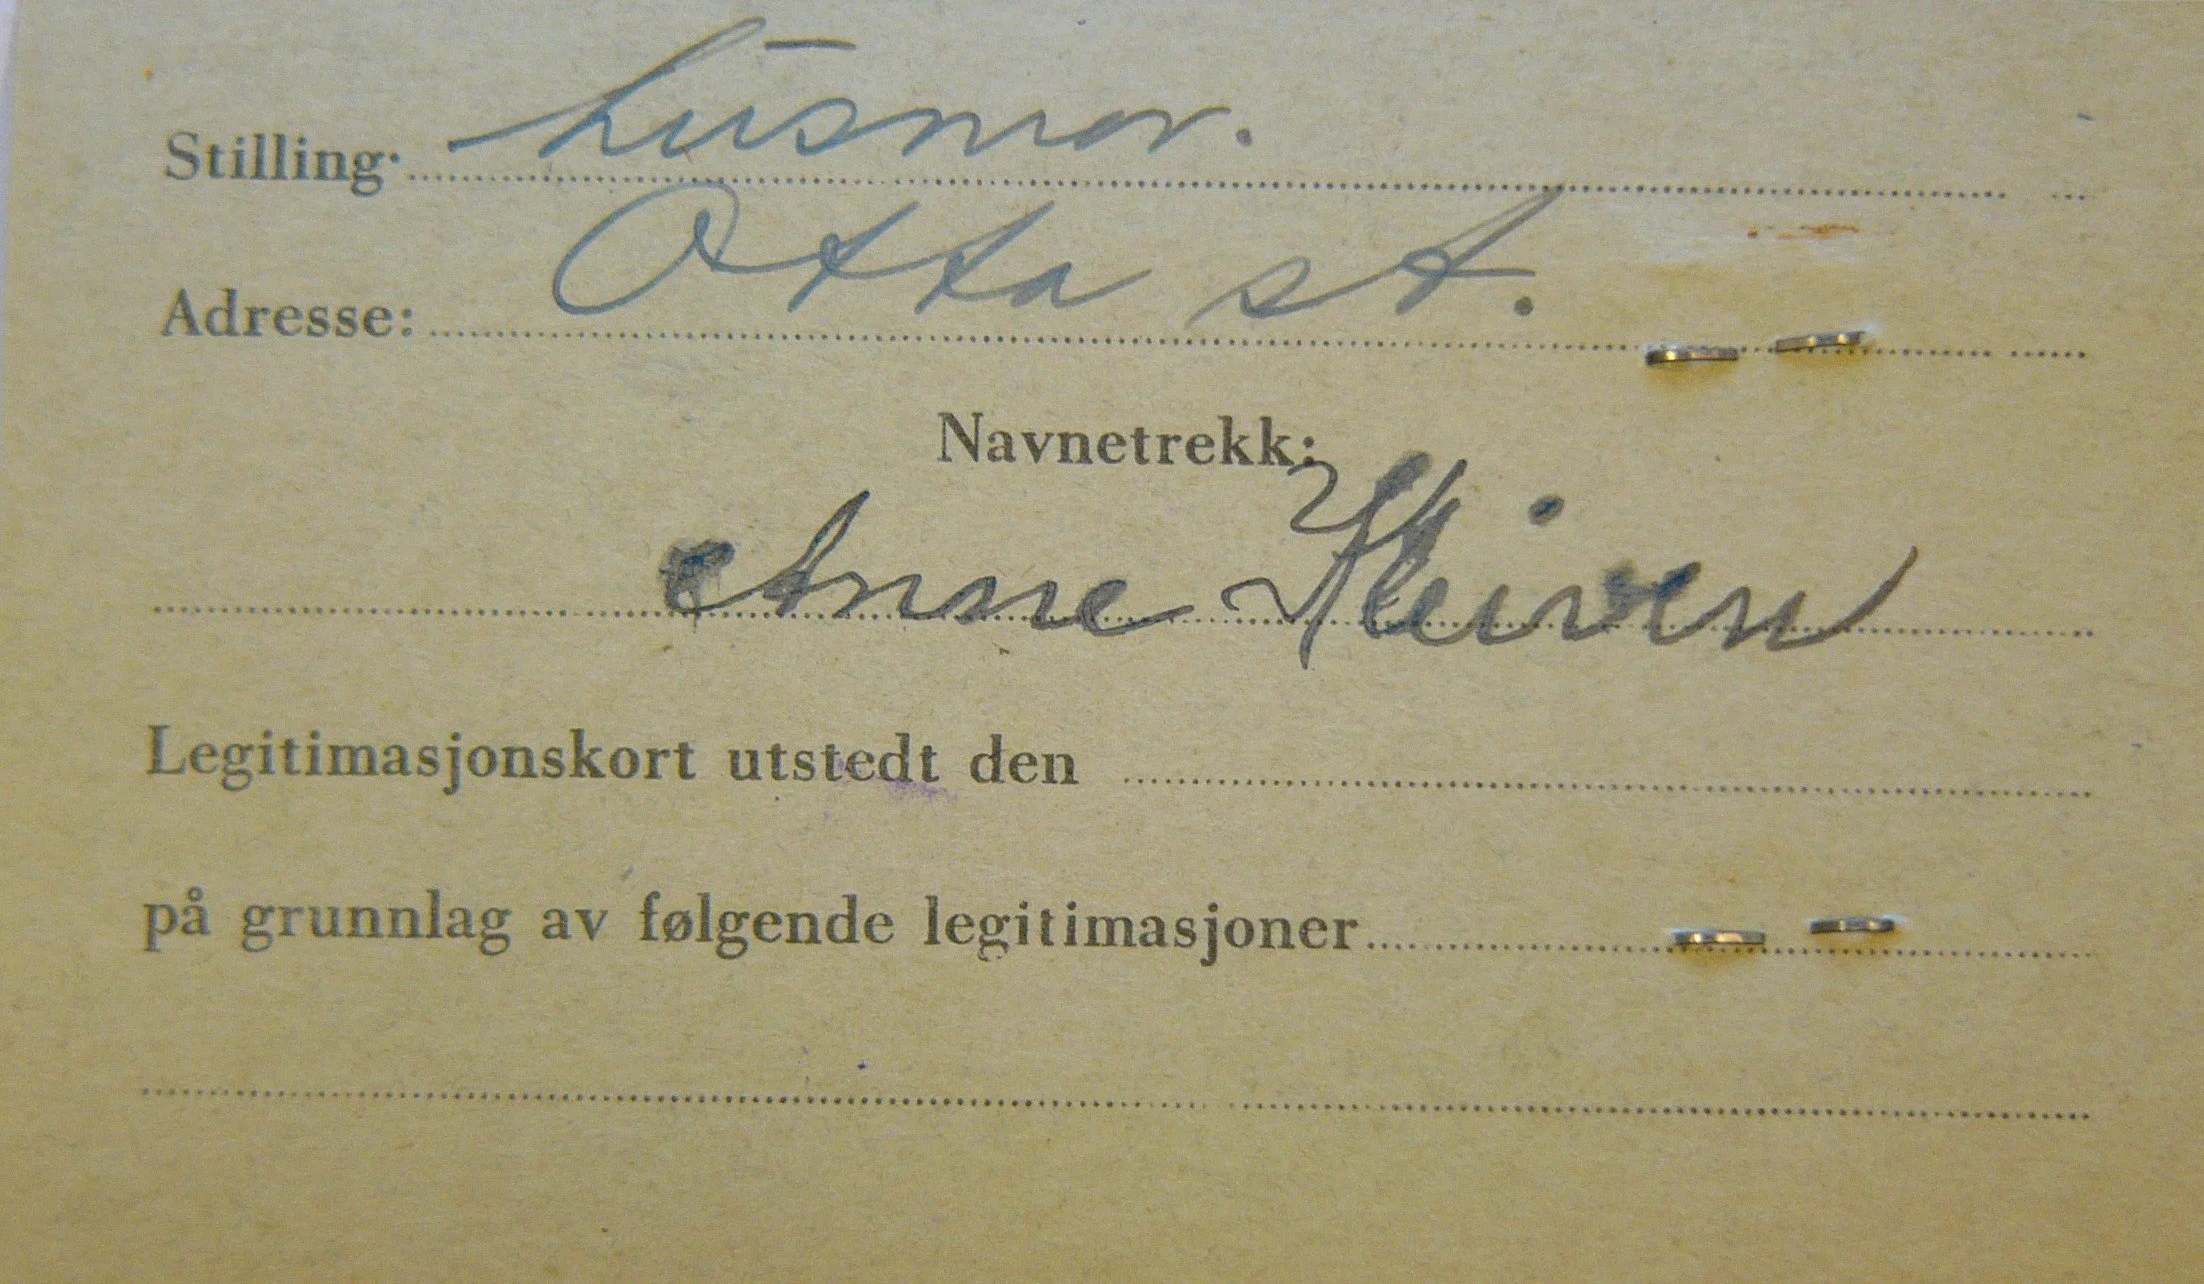 Stilling: husmor.
Adresse: Otta st.
Navnetrekk:
Anne Kleiven
Legitimasjonskort utstedt den
på grunnlag av følgende legitimasjoner